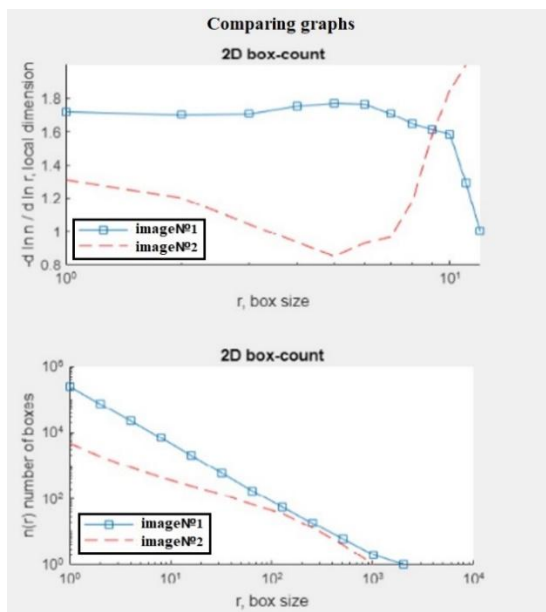 Comparing graphs
2D box-count
-d ln n / d ln r, local dimension
1.8
1.6
1.4
1.2
1
0.8
image№1
image№2
10⁰
10¹
r, box size
2D box-count
n(r) number of boxes
10⁶
10⁴
10²
10⁰
image№1
image№2
10⁰
10¹
10²
10³
10⁴
r, box size